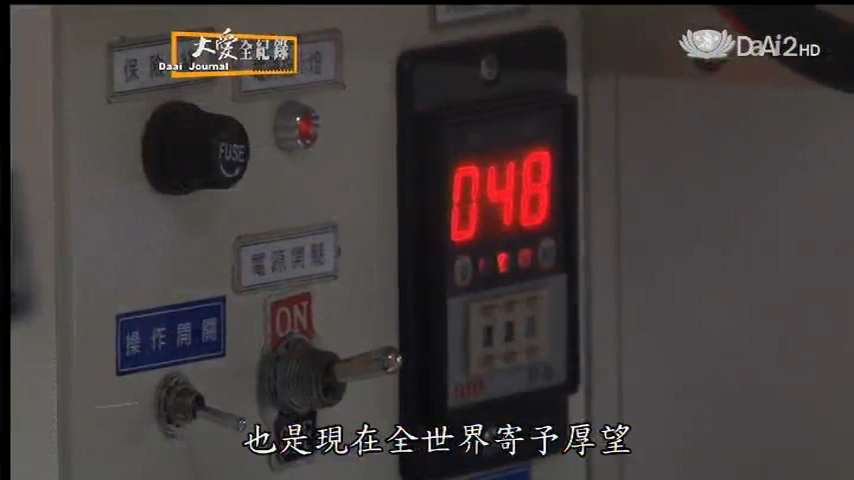 大愛全紀錄
Daai Journal
DaAi2HD
保險
燈
FUSE
048
電源開關
ON
操作開關
也是現在全世界寄予厚望